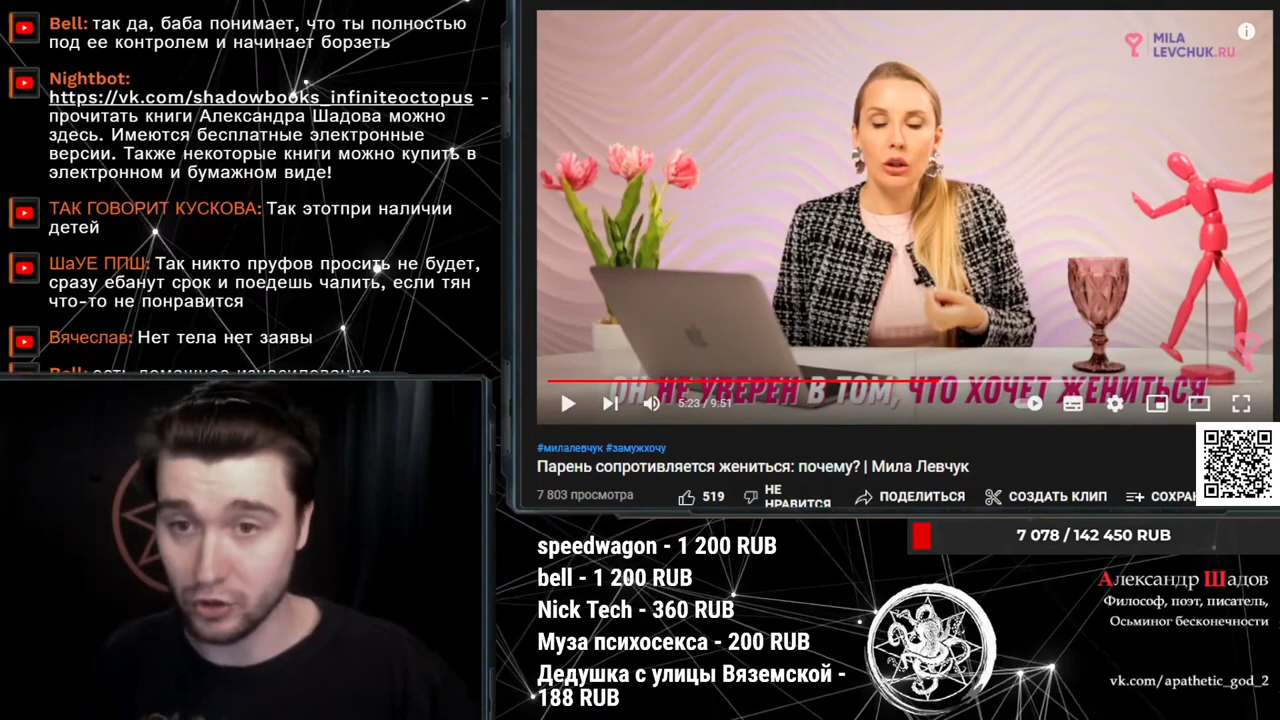 Bell: так да, баба понимает, что ты полностью
под ее контролем и начинает борзеть
Nightbot:
https://vk.com/shadowbooks_infiniteoctopus -
прочитать книги Александра Шадова можно
здесь. Имеются бесплатные электронные
версии. Также некоторые книги можно купить в
электронном и бумажном виде!
ТАК ГОВОРИТ КУСКОВА: Так этотпри наличии
детей
ШаУЕ ППШ: Так никто пруфов просить не будет,
сразу ебанут срок и поедешь чалить, если тян
что-то не понравится
Вячеслав: Нет тела нет заявы
MILA
LEVCHUK.RU
ОН НЕ УВЕРЕН В ТОМ, ЧТО ХОЧЕТ ЖЕНИТЬСЯ
5:23 / 9:51
#милалевчук #замужхочу
Парень сопротивляется жениться: почему? | Мила Левчук
7 803 просмотра
519
НЕ
НРАВИТСЯ
ПОДЕЛИТЬСЯ
СОЗДАТЬ КЛИП
7 078 / 142 450 RUB
speedwagon - 1 200 RUB
bell - 1 200 RUB
Nick Tech - 360 RUB
Муза психосекса - 200 RUB
Дедушка с улицы Вяземской -
188 RUB
Александр Шадов
Философ, поэт, писатель,
Осьминог бесконечности
vk.com/apathetic_god_2